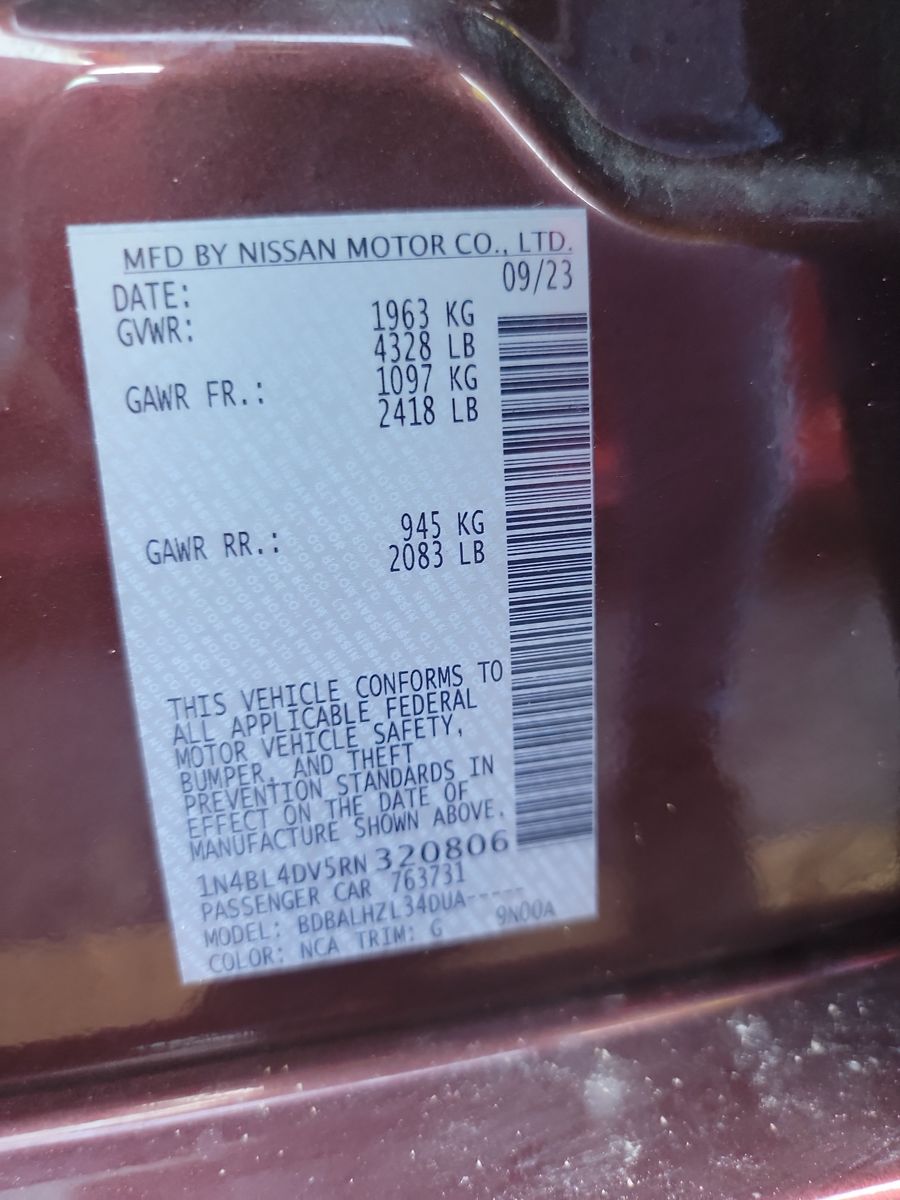 MFD BY NISSAN MOTOR CO., LTD.
DATE: 09/23
GVWR: 1963 KG
4328 LB
GAWR FR.: 1097 KG
2418 LB
GAWR RR.: 945 KG
2083 LB
THIS VEHICLE CONFORMS TO
ALL APPLICABLE FEDERAL
MOTOR VEHICLE SAFETY,
BUMPER, AND THEFT
PREVENTION STANDARDS IN
EFFECT ON THE DATE OF
MANUFACTURE SHOWN ABOVE.
1N4BL4DV5RN320806
PASSENGER CAR 763731
MODEL: BDBALHZL34DUA-----
COLOR: NCA TRIM: G 9N00A